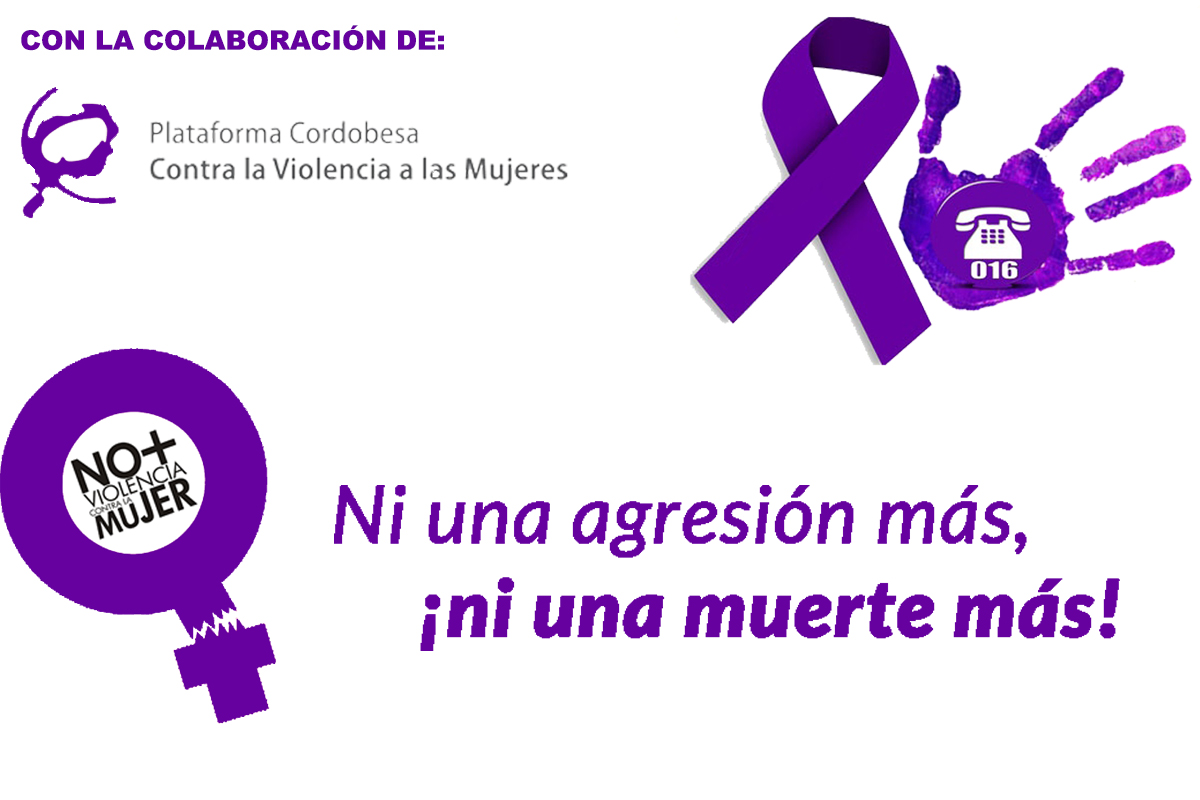 CON LA COLABORACIÓN DE:
Plataforma Cordobesa
Contra la Violencia a las Mujeres
016
NO+
VIOLENCIA
CONTRA LA
MUJER
Ni una agresión más,
¡ni una muerte más!